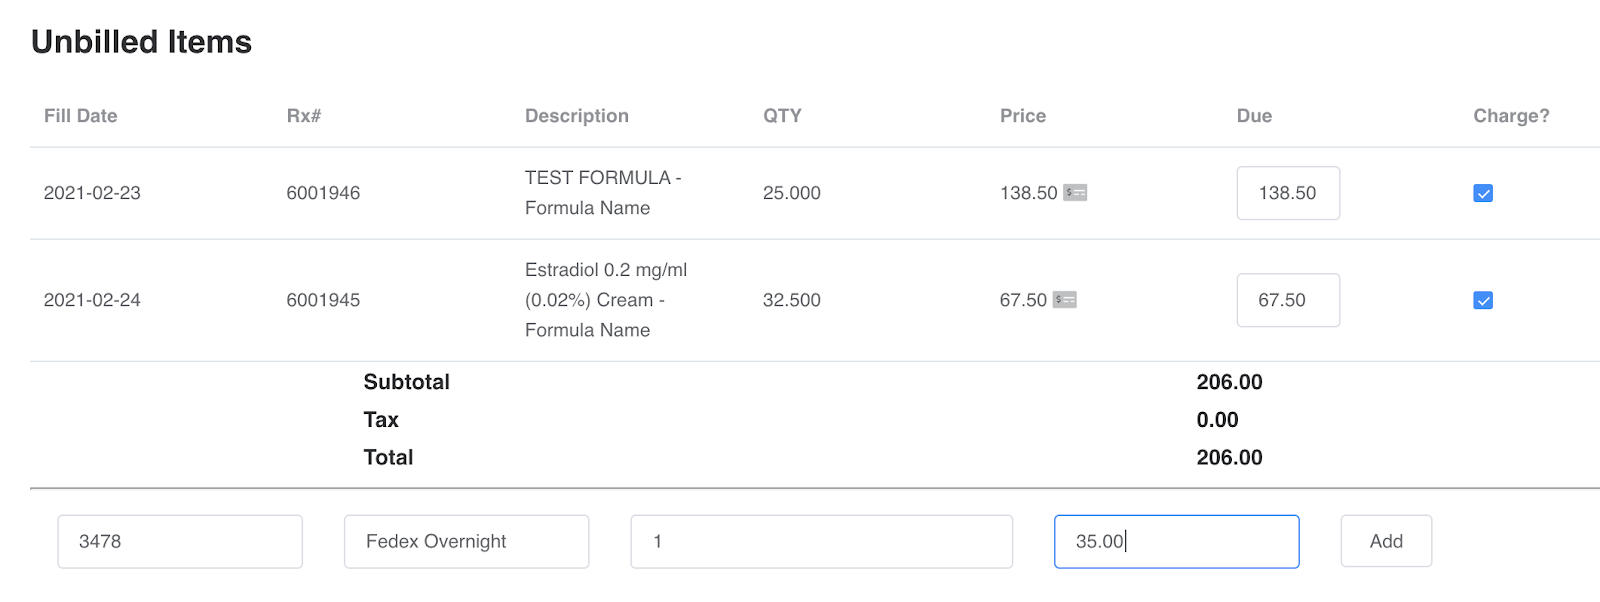 Unbilled Items
Fill Date Rx# Description QTY Price Due Charge?
2021-02-23 6001946 TEST FORMULA - 25.000 138.50 $ 138.50
Formula Name
2021-02-24 6001945 Estradiol 0.2 mg/ml 32.500 67.50 $ 67.50
(0.02%) Cream -
Formula Name
Subtotal 206.00
Tax 0.00
Total 206.00
3478 Fedex Overnight 1 35.00 Add